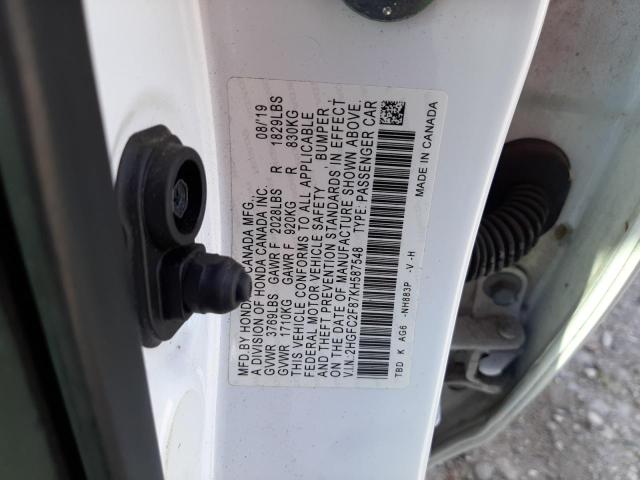 MFD.BY HONDA CANADA MFG. 08/19
A DIVISION OF HONDA CANADA INC.
GVWR 3769LBS GAWR F 2028LBS R 1829LBS
GVWR 1710KG GAWR F 920KG R 830KG
THIS VEHICLE CONFORMS TO ALL APPLICABLE
FEDERAL MOTOR VEHICLE SAFETY , BUMPER ,
AND THEFT PREVENTION STANDARDS IN EFFECT
ON THE DATE OF MANUFACTURE SHOWN ABOVE.
V.I.N.:2HGFC2F87KH587548 TYPE: PASSENGER CAR
TBD K AG6 -NH883P -V-H
MADE IN CANADA